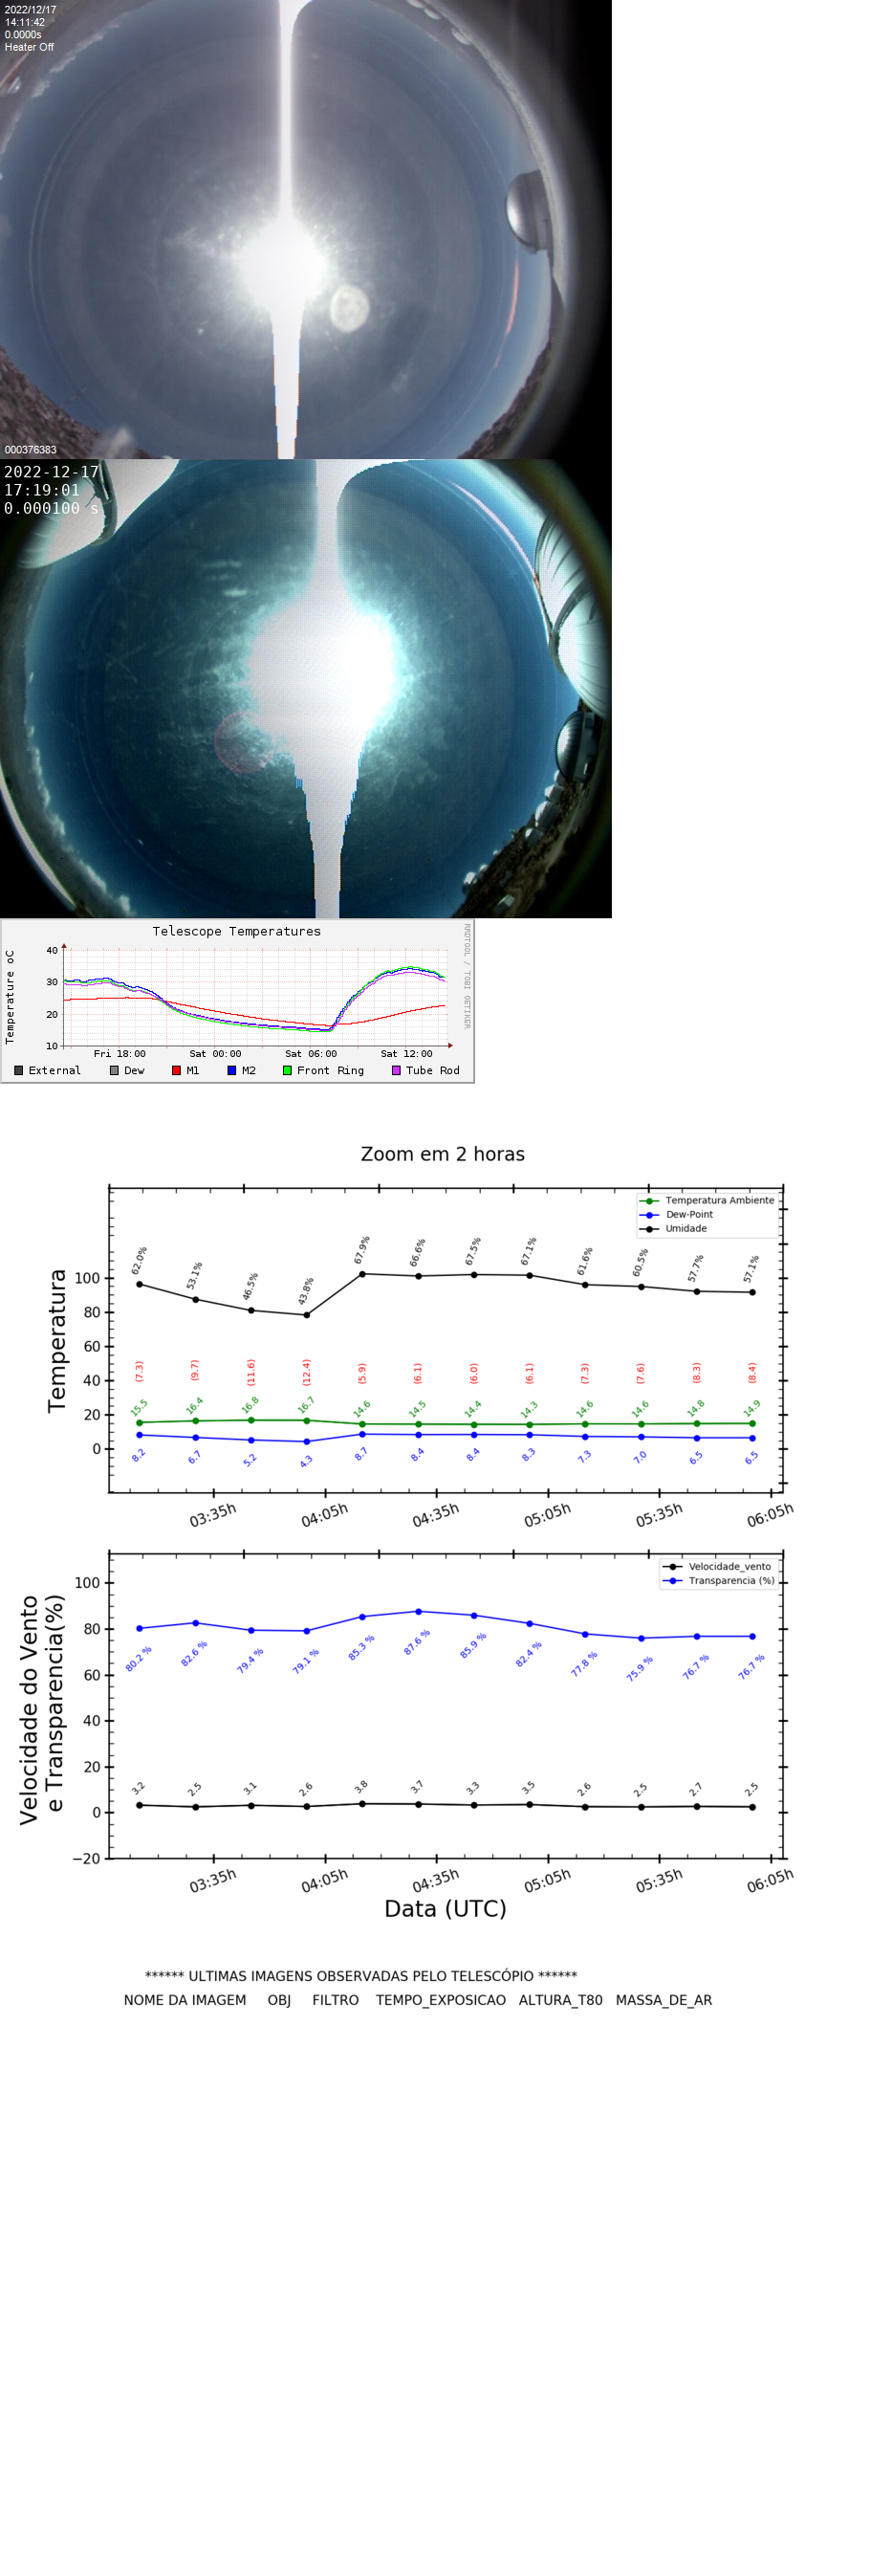 2022/12/17
14:11:42
0.0000s
Heater Off
000376383
2022-12-17
17:19:01
0.000100 s
Telescope Temperatures
RRDTOOL / TOBI OETIKER
Temperature oC
40
30
20
10
Fri 18:00 Sat 00:00 Sat 06:00 Sat 12:00
External Dew M1 M2 Front Ring Tube Rod
Zoom em 2 horas
Temperatura Ambiente
Dew-Point
Umidade
Temperatura
100
80
60
40
20
0
62.0% 53.1% 46.5% 43.8% 67.9% 66.6% 67.5% 67.1% 61.6% 60.5% 57.7% 57.1%
(7.3) (9.7) (11.6) (12.4) (5.9) (6.1) (6.0) (6.1) (7.3) (7.6) (8.3) (8.4)
15.5 16.4 16.8 16.7 14.6 14.5 14.4 14.3 14.6 14.6 14.8 14.9
8.2 6.7 5.2 4.3 8.7 8.4 8.4 8.3 7.3 7.0 6.5 6.5
03:35h 04:05h 04:35h 05:05h 05:35h 06:05h
Velocidade_vento
Transparencia (%)
Velocidade do Vento
e Transparencia(%)
100
80
60
40
20
0
−20
80.2 % 82.6 % 79.4 % 79.1 % 85.3 % 87.6 % 85.9 % 82.4 % 77.8 % 75.9 % 76.7 % 76.7 %
3.2 2.5 3.1 2.6 3.8 3.7 3.3 3.5 2.6 2.5 2.7 2.5
03:35h 04:05h 04:35h 05:05h 05:35h 06:05h
Data (UTC)
****** ULTIMAS IMAGENS OBSERVADAS PELO TELESCÓPIO ******
NOME DA IMAGEM OBJ FILTRO TEMPO_EXPOSICAO ALTURA_T80 MASSA_DE_AR